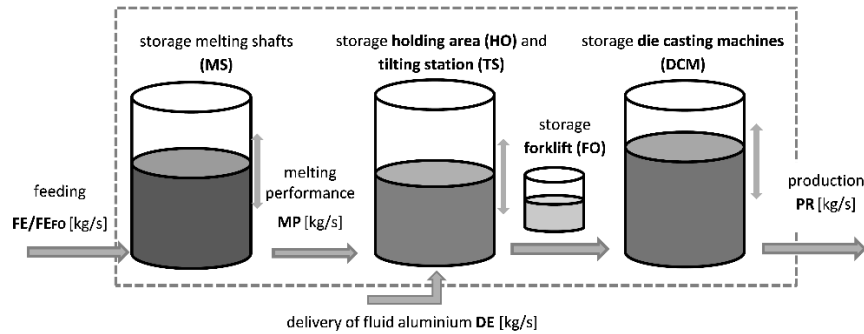 storage melting shafts
(MS)
storage holding area (HO) and
tilting station (TS)
storage die casting machines
(DCM)
storage
forklift (FO)
feeding
FE/FEFO [kg/s]
melting
performance
MP [kg/s]
production
PR [kg/s]
delivery of fluid aluminium DE [kg/s]